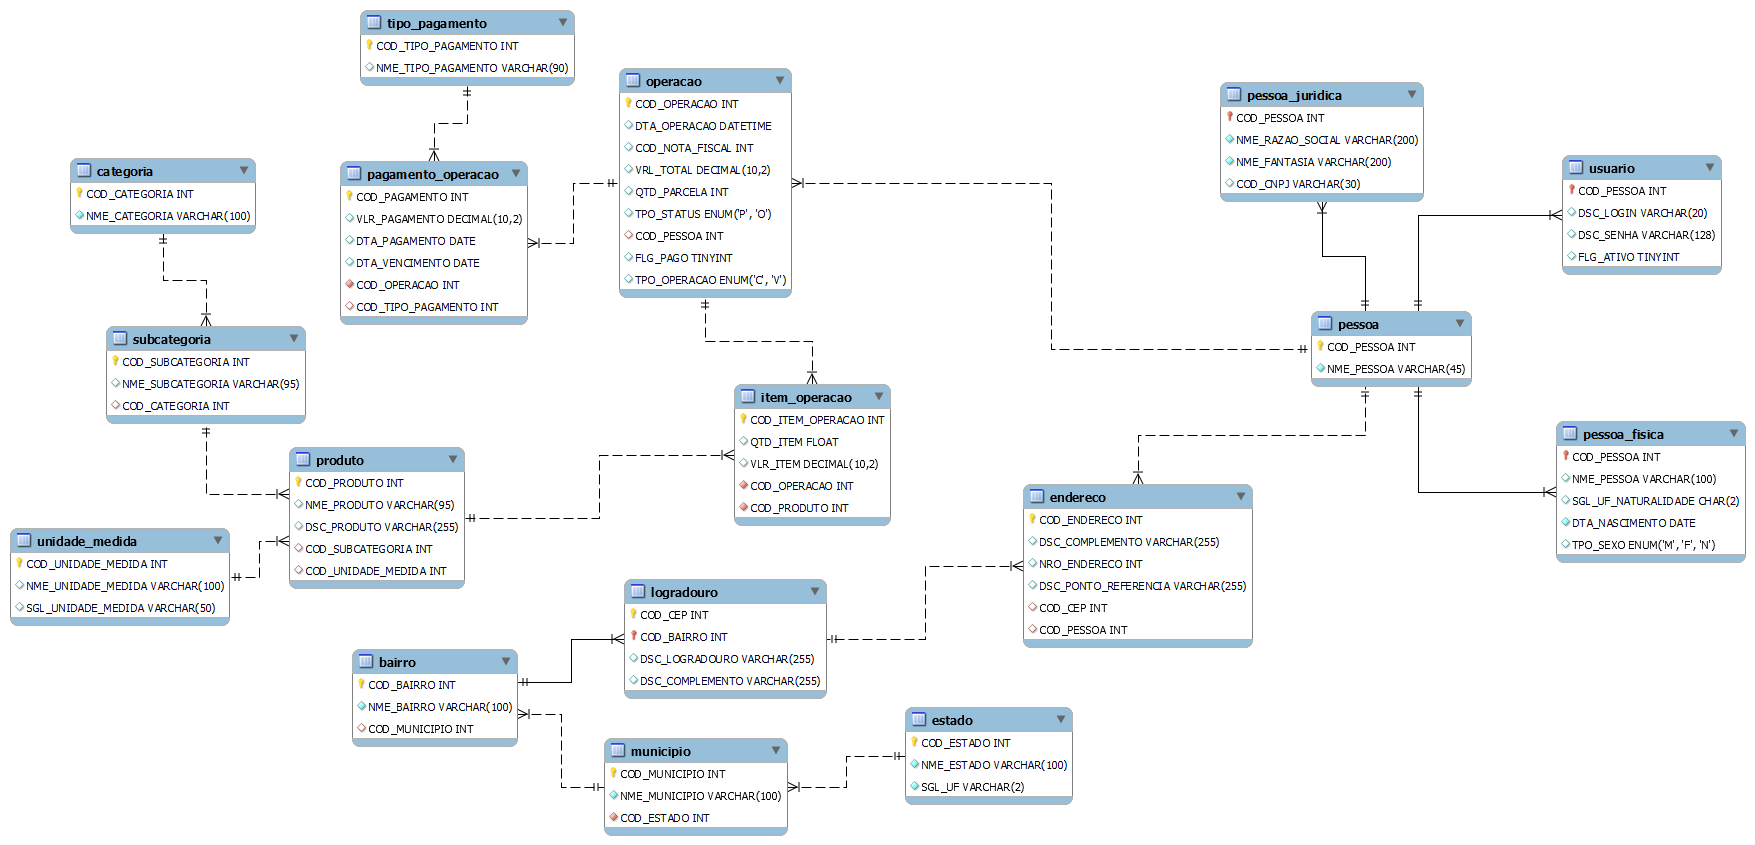 tipo_pagamento
COD_TIPO_PAGAMENTO INT
NME_TIPO_PAGAMENTO VARCHAR(90)
operacao
COD_OPERACAO INT
DTA_OPERACAO DATETIME
COD_NOTA_FISCAL INT
VRL_TOTAL DECIMAL(10,2)
QTD_PARCELA INT
TPO_STATUS ENUM('P', 'O')
COD_PESSOA INT
FLG_PAGO TINYINT
TPO_OPERACAO ENUM('C', 'V')
pessoa_juridica
COD_PESSOA INT
NME_RAZAO_SOCIAL VARCHAR(200)
NME_FANTASIA VARCHAR(200)
COD_CNPJ VARCHAR(30)
usuario
COD_PESSOA INT
DSC_LOGIN VARCHAR(20)
DSC_SENHA VARCHAR(128)
FLG_ATIVO TINYINT
categoria
COD_CATEGORIA INT
NME_CATEGORIA VARCHAR(100)
pagamento_operacao
COD_PAGAMENTO INT
VLR_PAGAMENTO DECIMAL(10,2)
DTA_PAGAMENTO DATE
DTA_VENCIMENTO DATE
COD_OPERACAO INT
COD_TIPO_PAGAMENTO INT
subcategoria
COD_SUBCATEGORIA INT
NME_SUBCATEGORIA VARCHAR(95)
COD_CATEGORIA INT
pessoa
COD_PESSOA INT
NME_PESSOA VARCHAR(45)
item_operacao
COD_ITEM_OPERACAO INT
QTD_ITEM FLOAT
VLR_ITEM DECIMAL(10,2)
COD_OPERACAO INT
COD_PRODUTO INT
pessoa_fisica
COD_PESSOA INT
NME_PESSOA VARCHAR(100)
SGL_UF_NATURALIDADE CHAR(2)
DTA_NASCIMENTO DATE
TPO_SEXO ENUM('M', 'F', 'N')
produto
COD_PRODUTO INT
NME_PRODUTO VARCHAR(95)
DSC_PRODUTO VARCHAR(255)
COD_SUBCATEGORIA INT
COD_UNIDADE_MEDIDA INT
endereco
COD_ENDERECO INT
DSC_COMPLEMENTO VARCHAR(255)
NRO_ENDERECO INT
DSC_PONTO_REFERENCIA VARCHAR(255)
COD_CEP INT
COD_PESSOA INT
unidade_medida
COD_UNIDADE_MEDIDA INT
NME_UNIDADE_MEDIDA VARCHAR(100)
SGL_UNIDADE_MEDIDA VARCHAR(50)
logradouro
COD_CEP INT
COD_BAIRRO INT
DSC_LOGRADOURO VARCHAR(255)
DSC_COMPLEMENTO VARCHAR(255)
bairro
COD_BAIRRO INT
NME_BAIRRO VARCHAR(100)
COD_MUNICIPIO INT
estado
COD_ESTADO INT
NME_ESTADO VARCHAR(100)
SGL_UF VARCHAR(2)
municipio
COD_MUNICIPIO INT
NME_MUNICIPIO VARCHAR(100)
COD_ESTADO INT